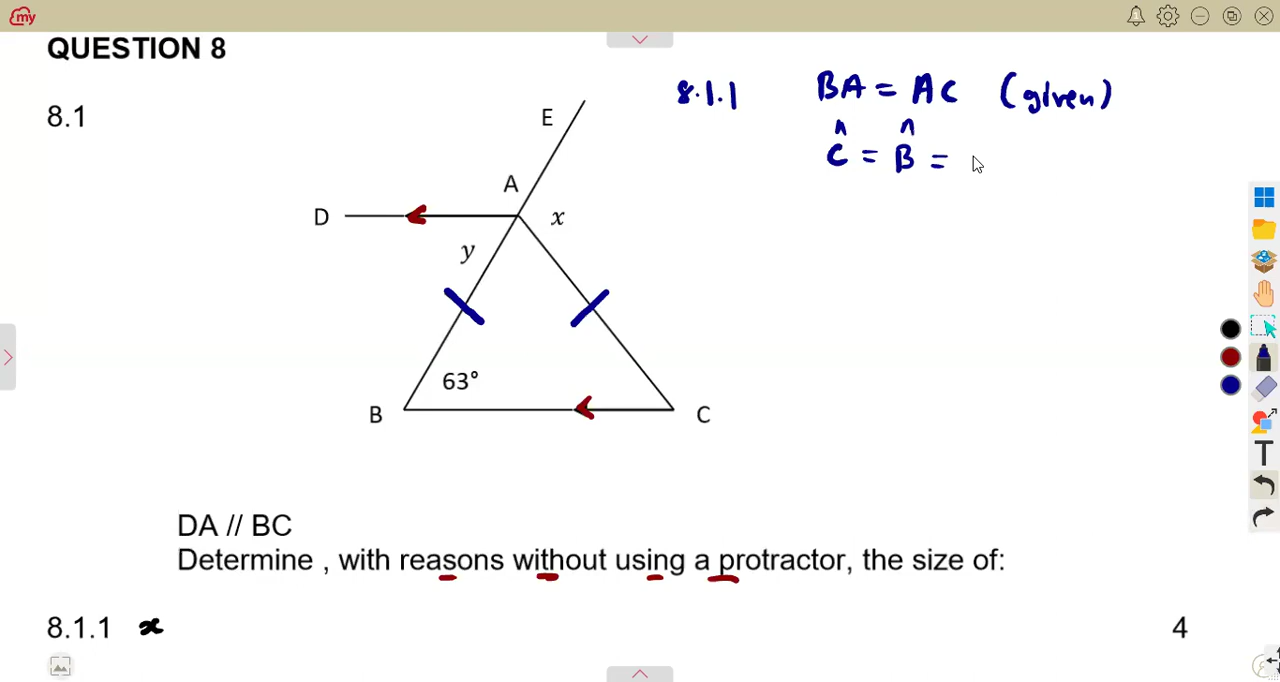 my
QUESTION 8
8.1
8.1.1 BA = AC (given)
Ĉ = B̂ =
E
A
D
x
y
63°
B
C
DA // BC
Determine , with reasons without using a protractor, the size of:
8.1.1 x 4
T